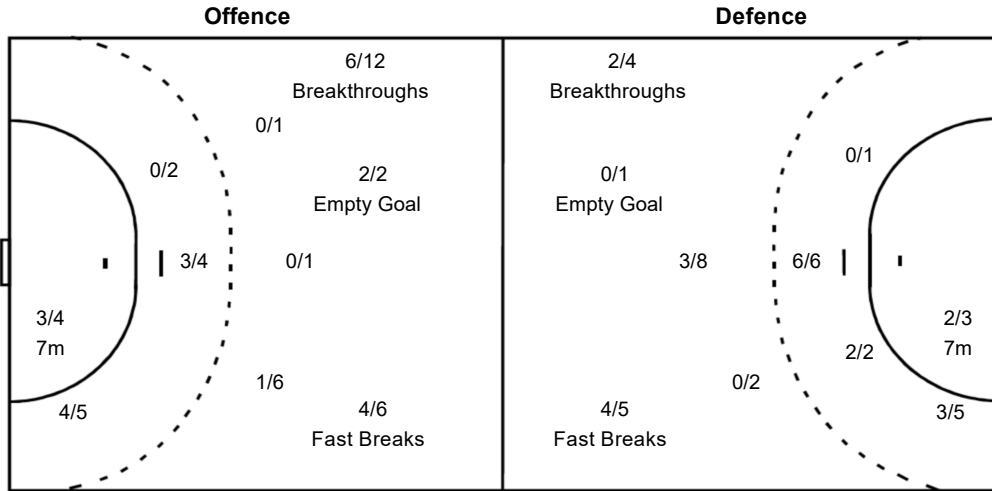 Offence
Defence
6/12
Breakthroughs
2/4
Breakthroughs
0/1
0/2
0/1
2/2
Empty Goal
0/1
Empty Goal
3/4
0/1
3/8
6/6
3/4
7m
2/3
7m
2/2
1/6
0/2
4/5
4/6
Fast Breaks
4/5
Fast Breaks
3/5